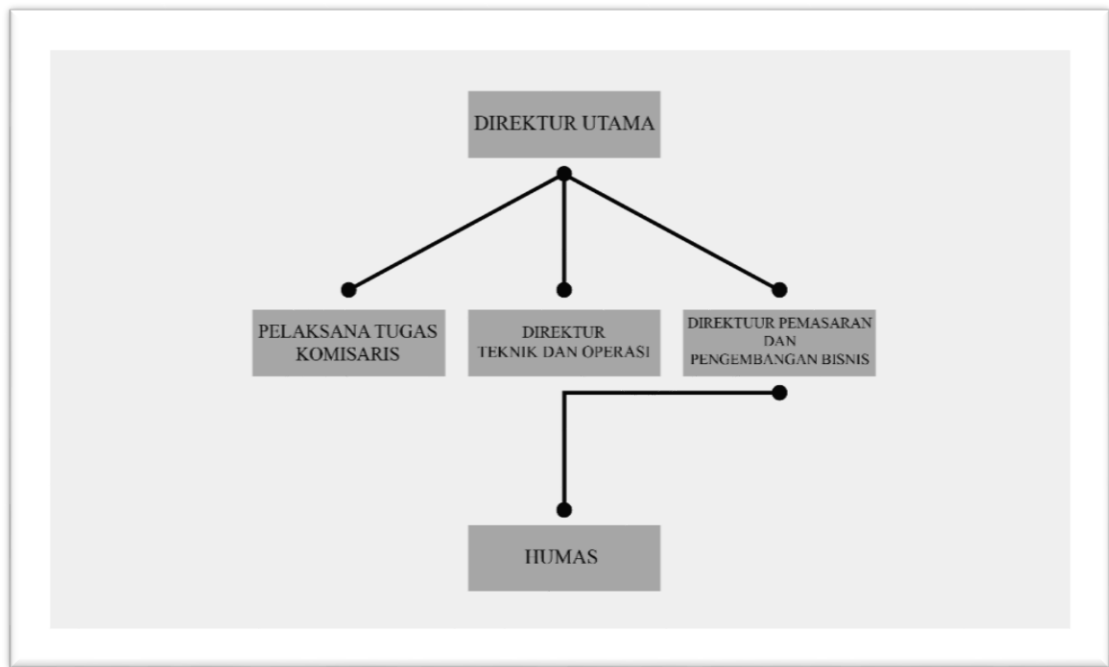 DIREKTUR UTAMA
PELAKSANA TUGAS
KOMISARIS
DIREKTUR
TEKNIK DAN OPERASI
DIREKTUUR PEMASARAN
DAN
PENGEMBANGAN BISNIS
HUMAS